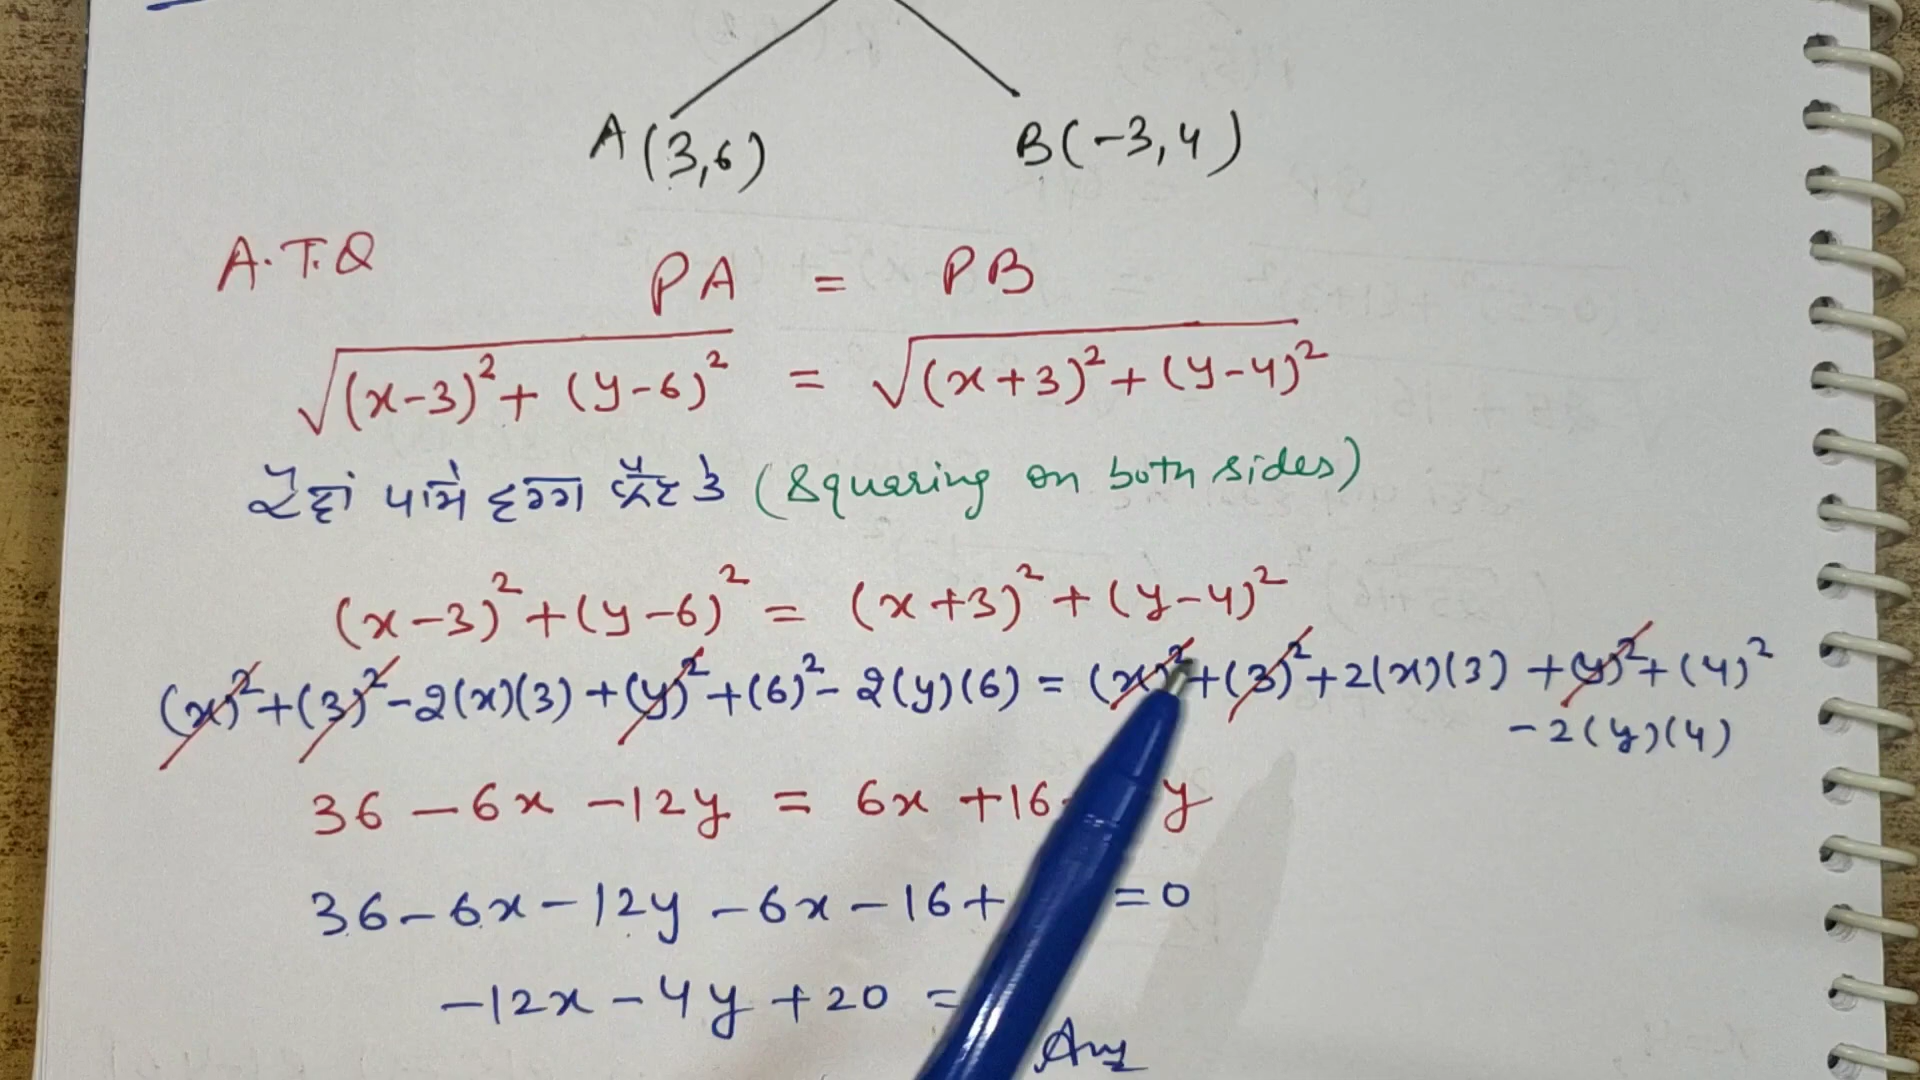 A(3,6) B(-3,4)
A.T.Q PA = PB
√(x-3)²+(y-6)² = √(x+3)²+(y-4)²
ਦੋਹਾਂ ਪਾਸੇ ਵਰਗ ਕਰਣ ਤੇ (Squaring on both sides)
(x-3)²+(y-6)² = (x+3)²+(y-4)²
(x)²+(3)²-2(x)(3)+(y)²+(6)²-2(y)(6) = (x)²+(3)²+2(x)(3)+(y)²+(4)²
-2(y)(4)
36-6x-12y = 6x+16 y
36-6x-12y-6x-16+ =0
-12x-4y+20 =
Ans